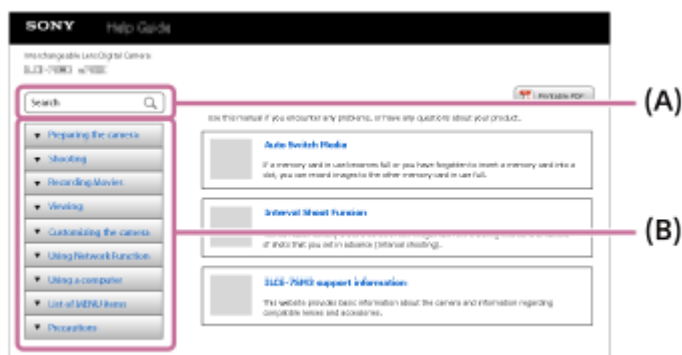 SONY Help Guide
Interchangeable Lens Digital Camera
Printable PDF
Search
(A)
Use this manual if you encounter any problems, or have any questions about your product.
Preparing the camera
Shooting
Recording Movies
Viewing
Customizing the camera
Using Network Function
Using a computer
List of MENU items
Precautions
Auto Switch Media
If a memory card in use becomes full or you have forgotten to insert a memory card into a
slot, you can record images to the other memory card in use full.
Interval Shoot Funcion
of shots that you set in advance (Interval shooting).
(B)
support information
This website provides basic information about the camera and information regarding
compatible lenses and accessories.